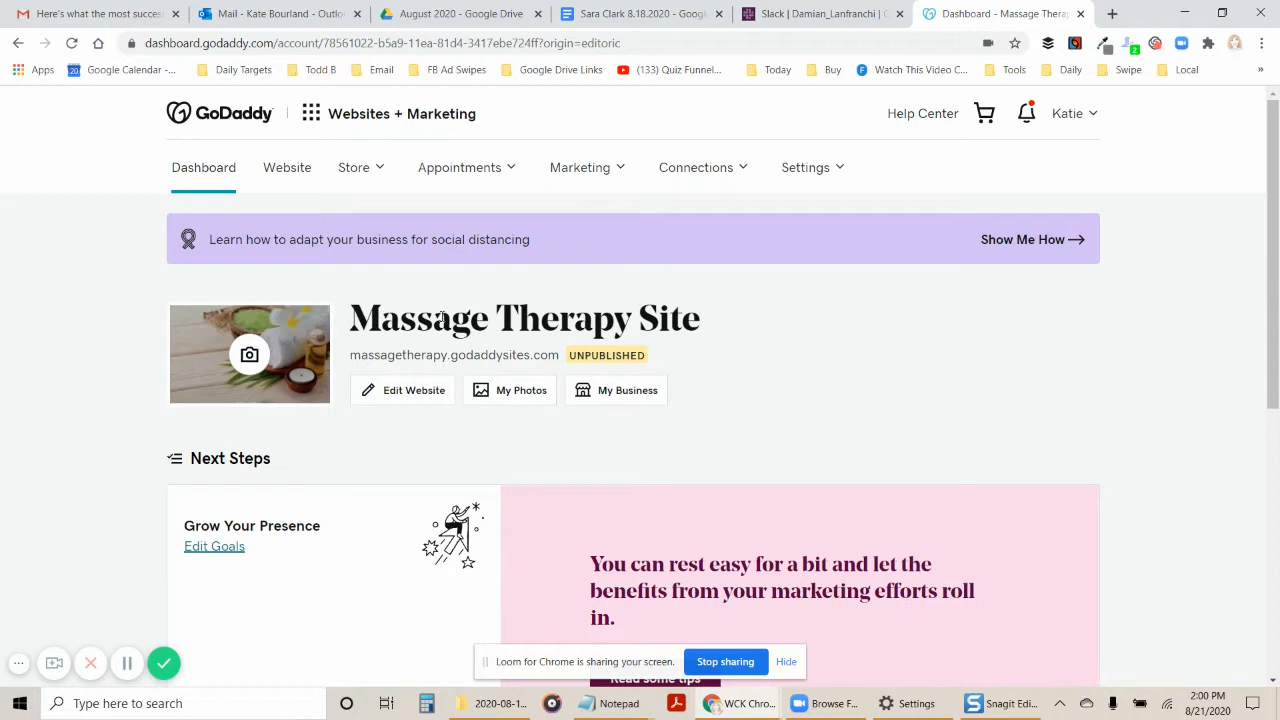 Here's what the most succes
Mail - Kate Bourland - Outloo
August 2020 - Google Drive
Sara Clark 8.18.2020 - Googl
Slack | Damian_Lanfranchi | C
Dashboard - Massage Thera
dashboard.godaddy.com/account/78561022-b5a9-11ea-81d4-3417ebe724ff?origin=editoric
2
Apps
Google Calendar -...
Daily Targets
Todd B
Email
FB Ad Swipes
Google Drive Links
(133) Quiz Funnel...
Today
Buy
Watch This Video C...
Tools
Daily
Swipe
Local
»
GoDaddy
Websites + Marketing
Help Center
Katie
Dashboard
Website
Store
Appointments
Marketing
Connections
Settings
Learn how to adapt your business for social distancing
Show Me How
Massage Therapy Site
massagetherapy.godaddysites.com UNPUBLISHED
Edit Website
My Photos
My Business
Next Steps
Grow Your Presence
Edit Goals
You can rest easy for a bit and let the
benefits from your marketing efforts roll
in.
Read some tips
Loom for Chrome is sharing your screen.
Stop sharing
Hide
Type here to search
2020-08-1...
Notepad
WCK Chro...
Browse F...
Settings
Snagit Edi...
2:00 PM
8/21/2020